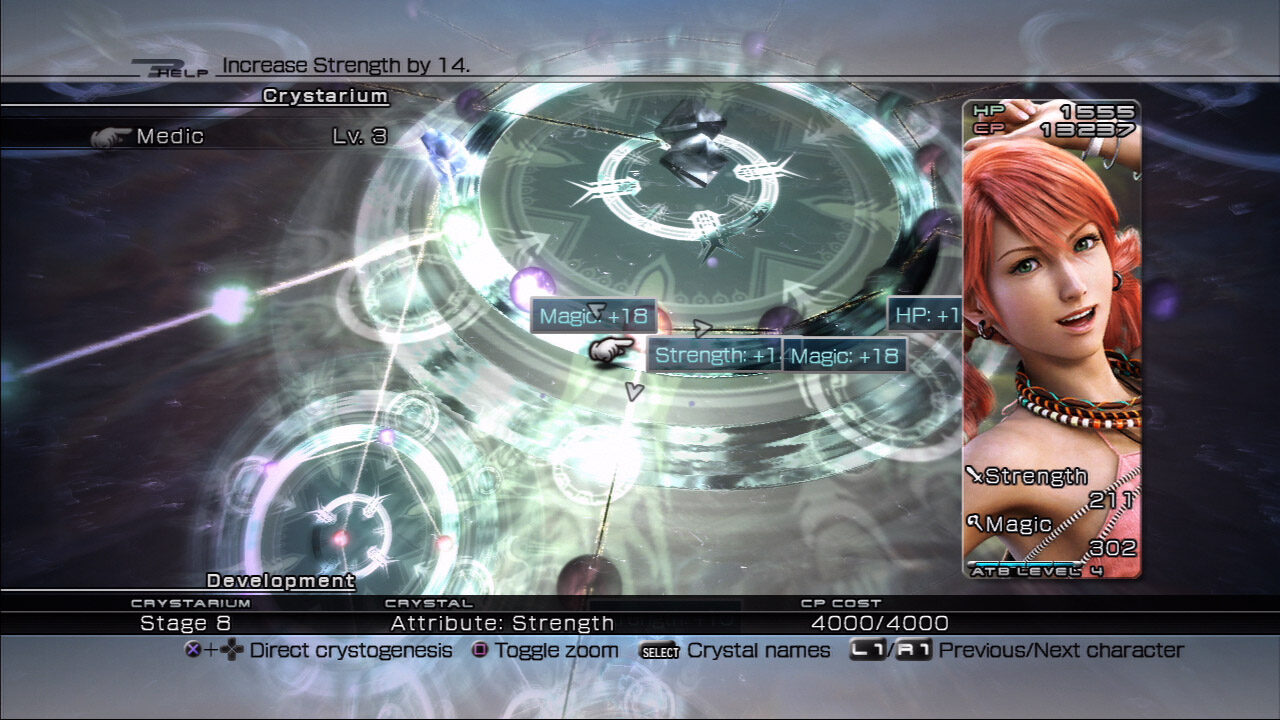 HELP Increase Strength by 14.
Crystarium
Medic Lv. 3
HP 1555
CP 13237
Magic: +18
HP: +1
Strength: +1
Magic: +18
Strength
211
Magic
302
ATB LEVEL 4
Development
CRYSTARIUM CRYSTAL CP COST
Stage 8 Attribute: Strength 4000/4000
+ Direct crystogenesis Toggle zoom SELECT Crystal names L1/R1 Previous/Next character